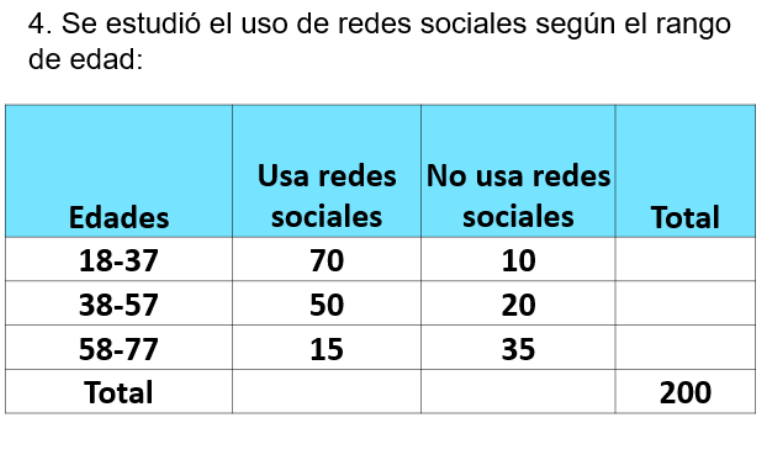 4. Se estudió el uso de redes sociales según el rango
de edad:
Edades Usa redes sociales No usa redes sociales Total
18-37 70 10
38-57 50 20
58-77 15 35
Total 200